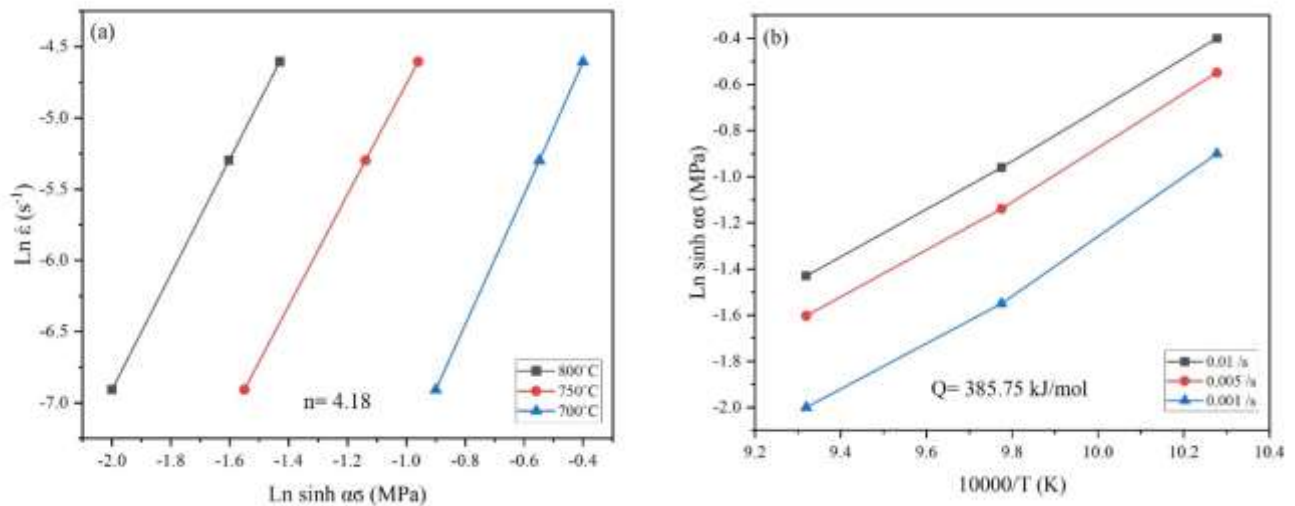 (a)
-4.5
-5.0
-5.5
-6.0
-6.5
-7.0
Ln ἑ (s⁻¹)
800°C
750°C
700°C
n= 4.18
-2.0 -1.8 -1.6 -1.4 -1.2 -1.0 -0.8 -0.6 -0.4
Ln sinh ασ (MPa)
(b)
-0.4
-0.6
-0.8
-1.0
-1.2
-1.4
-1.6
-1.8
-2.0
Ln sinh ασ (MPa)
0.01 /s
0.005 /s
0.001 /s
Q= 385.75 kJ/mol
9.2 9.4 9.6 9.8 10.0 10.2 10.4
10000/T (K)